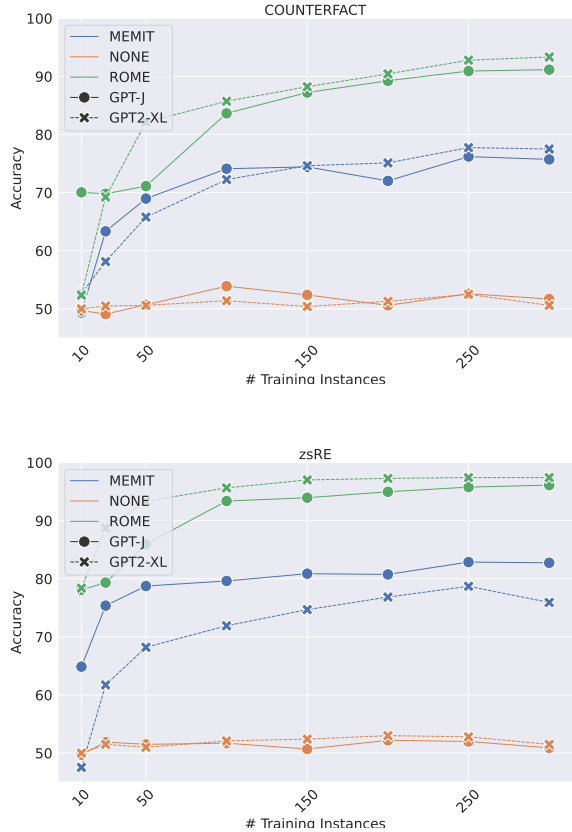 COUNTERFACT
100
90
80
70
60
50
Accuracy
MEMIT
NONE
ROME
GPT-J
GPT2-XL
10
50
150
250
# Training Instances
zsRE
100
90
80
70
60
50
Accuracy
MEMIT
NONE
ROME
GPT-J
GPT2-XL
10
50
150
250
# Training Instances